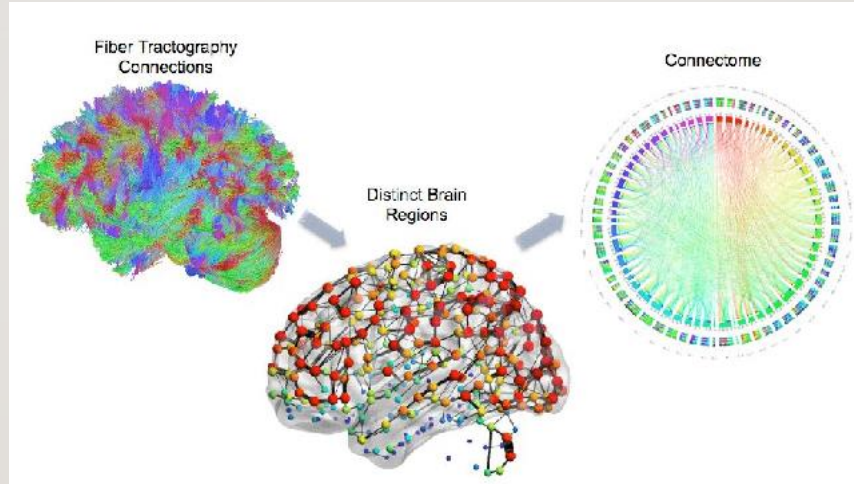 Fiber Tractography
Connections
Distinct Brain
Regions
Connectome